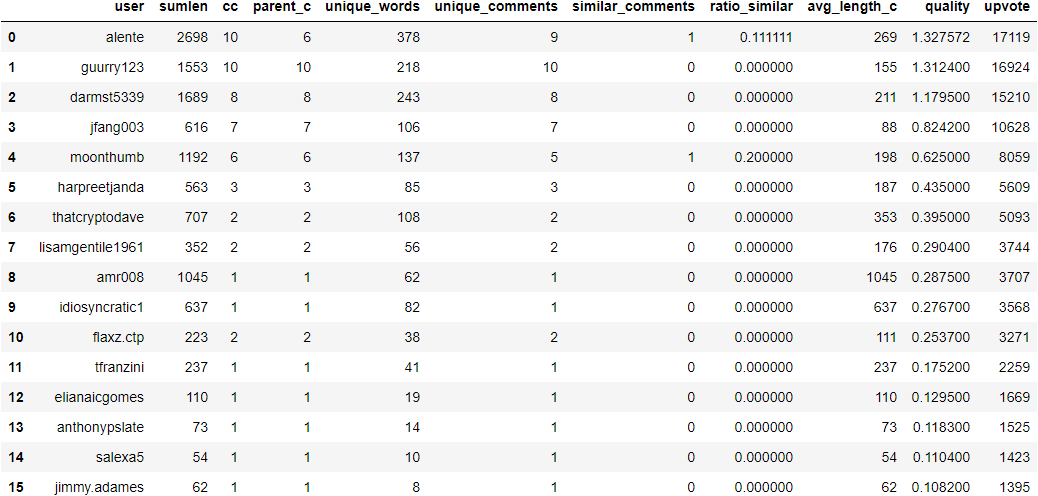 user sumlen cc parent_c unique_words unique_comments similar_comments ratio_similar avg_length_c quality upvote
0 alente 2698 10 6 378 9 1 0.111111 269 1.327572 17119
1 guurry123 1553 10 10 218 10 0 0.000000 155 1.312400 16924
2 darmst5339 1689 8 8 243 8 0 0.000000 211 1.179500 15210
3 jfang003 616 7 7 106 7 0 0.000000 88 0.824200 10628
4 moonthumb 1192 6 6 137 5 1 0.200000 198 0.625000 8059
5 harpreetjanda 563 3 3 85 3 0 0.000000 187 0.435000 5609
6 thatcryptodave 707 2 2 108 2 0 0.000000 353 0.395000 5093
7 lisamgentile1961 352 2 2 56 2 0 0.000000 176 0.290400 3744
8 amr008 1045 1 1 62 1 0 0.000000 1045 0.287500 3707
9 idiosyncratic1 637 1 1 82 1 0 0.000000 637 0.276700 3568
10 flaxz.ctp 223 2 2 38 2 0 0.000000 111 0.253700 3271
11 tfranzini 237 1 1 41 1 0 0.000000 237 0.175200 2259
12 elianaicgomes 110 1 1 19 1 0 0.000000 110 0.129500 1669
13 anthonypslate 73 1 1 14 1 0 0.000000 73 0.118300 1525
14 salexa5 54 1 1 10 1 0 0.000000 54 0.110400 1423
15 jimmy.adames 62 1 1 8 1 0 0.000000 62 0.108200 1395